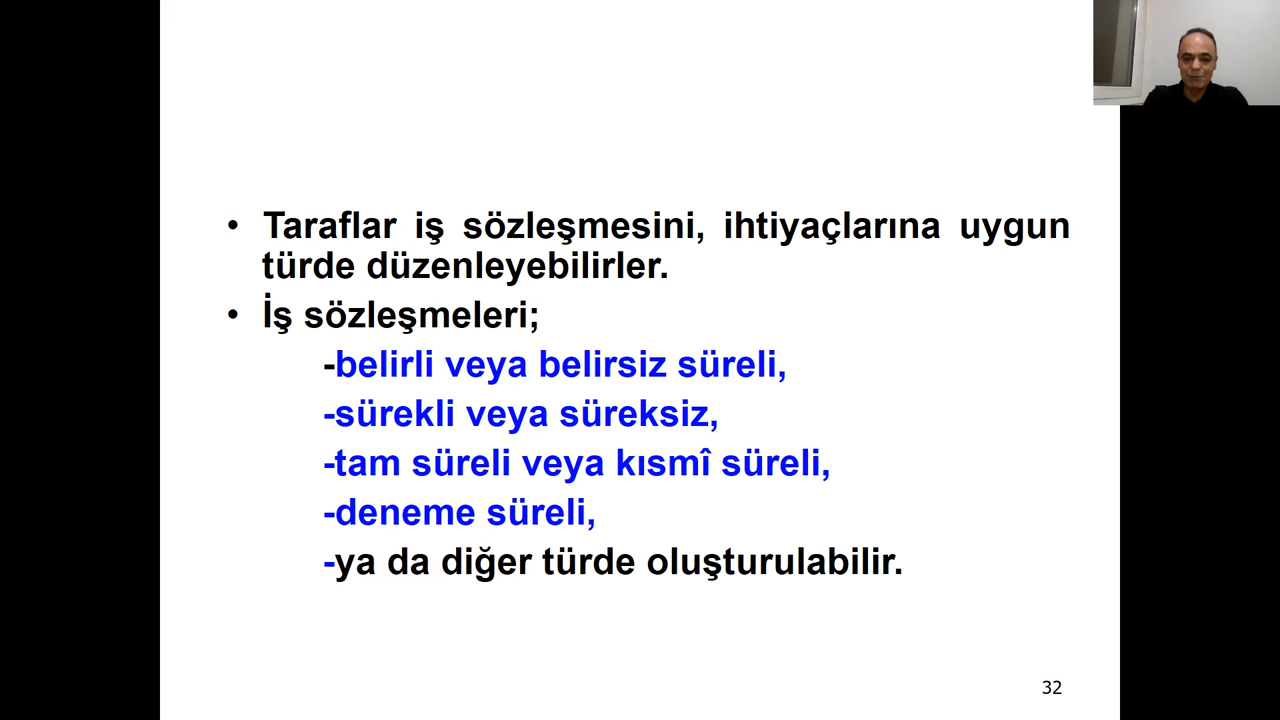 • Taraflar iş sözleşmesini, ihtiyaçlarına uygun
türde düzenleyebilirler.
• İş sözleşmeleri;
-belirli veya belirsiz süreli,
-sürekli veya süreksiz,
-tam süreli veya kısmî süreli,
-deneme süreli,
-ya da diğer türde oluşturulabilir.
32